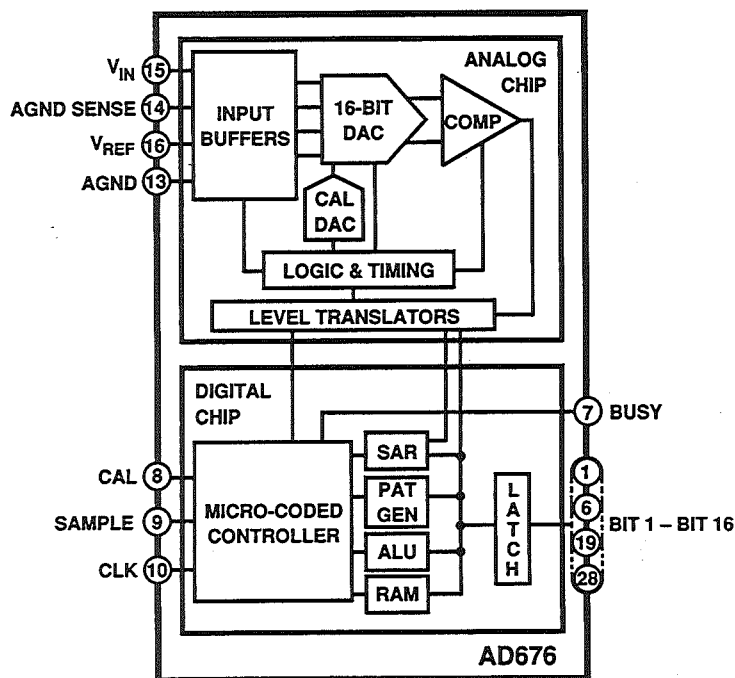 ANALOG
CHIP
VIN 15
AGND SENSE 14
VREF 16
AGND 13
INPUT
BUFFERS
16-BIT
DAC
COMP
CAL
DAC
LOGIC & TIMING
LEVEL TRANSLATORS
DIGITAL
CHIP
7 BUSY
CAL 8
SAMPLE 9
CLK 10
MICRO-CODED
CONTROLLER
SAR
PAT
GEN
ALU
RAM
L
A
T
C
H
1
6
19
28
BIT 1 – BIT 16
AD676